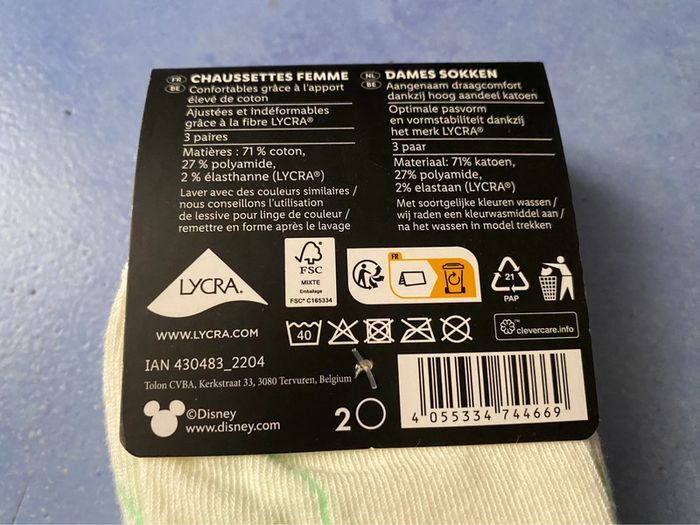 FR BE CHAUSSETTES FEMME
Confortables grâce à l'apport
élevé de coton
Ajustées et indéformables
grâce à la fibre LYCRA®
3 paires
Matières : 71 % coton,
27 % polyamide,
2 % élasthanne (LYCRA®)
Laver avec des couleurs similaires /
nous conseillons l'utilisation
de lessive pour linge de couleur /
remettre en forme après le lavage
NL BE DAMES SOKKEN
Aangenaam draagcomfort
dankzij hoog aandeel katoen
Optimale pasvorm
en vormstabiliteit dankzij
het merk LYCRA®
3 paar
Materiaal: 71% katoen,
27% polyamide,
2% elastaan (LYCRA®)
Met soortgelijke kleuren wassen /
wij raden een kleurwasmiddel aan /
na het wassen in model trekken
LYCRA.
WWW.LYCRA.COM
FSC
MIXTE
Emballage
FSC® C165334
FR
21
PAP
40
clevercare.info
IAN 430483_2204
Tolon CVBA, Kerkstraat 33, 3080 Tervuren, Belgium
©Disney
www.disney.com
2
4 055334 744669